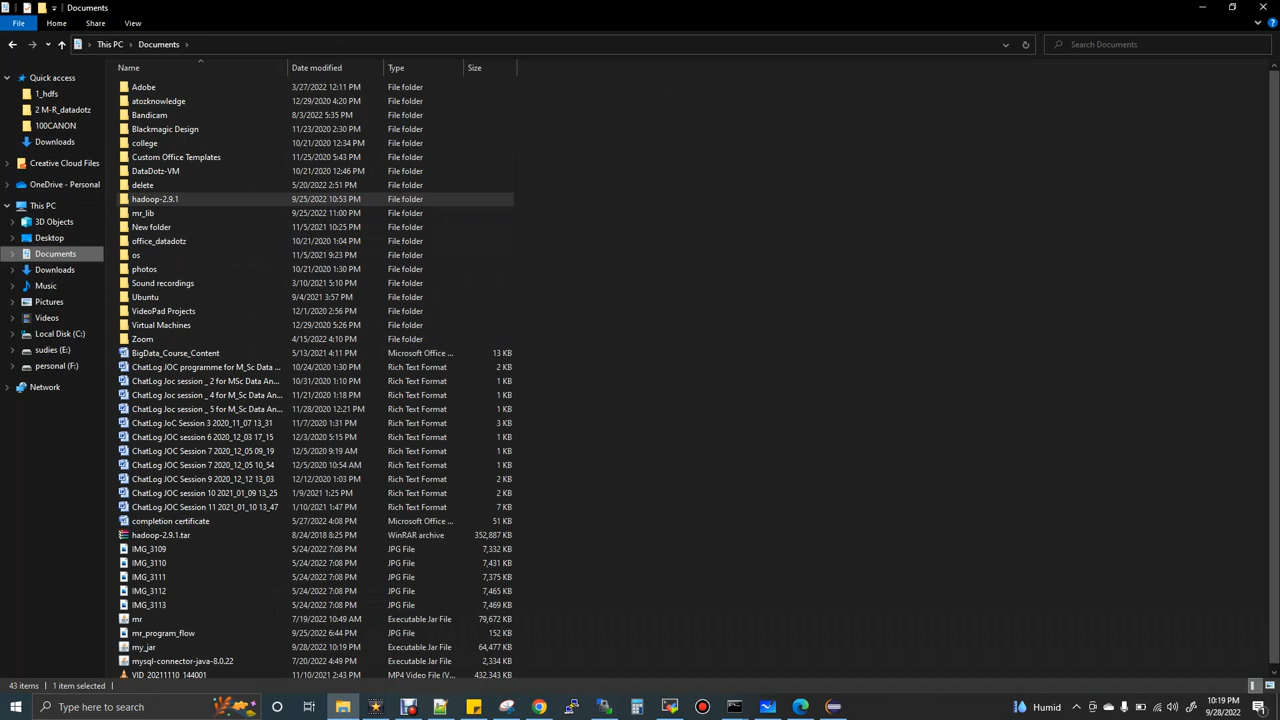 Documents
File Home Share View
This PC Documents Search Documents
Name Date modified Type Size
Quick access
1_hdfs
2 M-R_datadotz
100CANON
Downloads
Creative Cloud Files
OneDrive - Personal
This PC
3D Objects
Desktop
Documents
Downloads
Music
Pictures
Videos
Local Disk (C:)
sudies (E:)
personal (F:)
Network
Adobe 3/27/2022 12:11 PM File folder
atozknowledge 12/29/2020 4:20 PM File folder
Bandicam 8/3/2022 5:35 PM File folder
Blackmagic Design 11/23/2020 2:30 PM File folder
college 10/21/2020 12:34 PM File folder
Custom Office Templates 11/25/2020 5:43 PM File folder
DataDotz-VM 10/21/2020 12:46 PM File folder
delete 5/20/2022 2:51 PM File folder
hadoop-2.9.1 9/25/2022 10:53 PM File folder
mr_lib 9/25/2022 11:00 PM File folder
New folder 11/5/2021 10:25 PM File folder
office_datadotz 10/21/2020 1:04 PM File folder
os 11/5/2021 9:23 PM File folder
photos 10/21/2020 1:30 PM File folder
Sound recordings 3/10/2021 5:10 PM File folder
Ubuntu 9/4/2021 3:57 PM File folder
VideoPad Projects 12/1/2020 2:56 PM File folder
Virtual Machines 12/29/2020 5:26 PM File folder
Zoom 4/15/2022 4:10 PM File folder
BigData_Course_Content 5/13/2021 4:11 PM Microsoft Office ... 13 KB
ChatLog JOC programme for M_Sc Data ... 10/24/2020 1:30 PM Rich Text Format 2 KB
ChatLog Joc session _ 2 for MSc Data An... 10/31/2020 1:10 PM Rich Text Format 1 KB
ChatLog Joc session _ 4 for M_Sc Data An... 11/21/2020 1:18 PM Rich Text Format 1 KB
ChatLog Joc session _ 5 for M_Sc Data An... 11/28/2020 12:21 PM Rich Text Format 1 KB
ChatLog JoC Session 3 2020_11_07 13_31 11/7/2020 1:31 PM Rich Text Format 3 KB
ChatLog JOC session 6 2020_12_03 17_15 12/3/2020 5:15 PM Rich Text Format 1 KB
ChatLog JOC Session 7 2020_12_05 09_19 12/5/2020 9:19 AM Rich Text Format 1 KB
ChatLog JOC Session 7 2020_12_05 10_54 12/5/2020 10:54 AM Rich Text Format 1 KB
ChatLog JOC Session 9 2020_12_12 13_03 12/12/2020 1:03 PM Rich Text Format 2 KB
ChatLog JOC session 10 2021_01_09 13_25 1/9/2021 1:25 PM Rich Text Format 2 KB
ChatLog JOC Session 11 2021_01_10 13_47 1/10/2021 1:47 PM Rich Text Format 7 KB
completion certificate 5/27/2022 4:08 PM Microsoft Office ... 51 KB
hadoop-2.9.1.tar 8/24/2018 8:25 PM WinRAR archive 352,887 KB
IMG_3109 5/24/2022 7:08 PM JPG File 7,332 KB
IMG_3110 5/24/2022 7:08 PM JPG File 7,431 KB
IMG_3111 5/24/2022 7:08 PM JPG File 7,375 KB
IMG_3112 5/24/2022 7:08 PM JPG File 7,465 KB
IMG_3113 5/24/2022 7:08 PM JPG File 7,469 KB
mr 7/19/2022 10:49 AM Executable Jar File 79,672 KB
mr_program_flow 9/25/2022 6:44 PM JPG File 152 KB
my_jar 9/28/2022 10:19 PM Executable Jar File 64,477 KB
mysql-connector-java-8.0.22 9/22/2020 4:49 PM Executable Jar File 2,334 KB
VID_20211110_144001 11/10/2021 2:43 PM MP4 Video File (V... 432,343 KB
43 items 1 item selected
Type here to search Humid 10:19 PM
9/28/2022